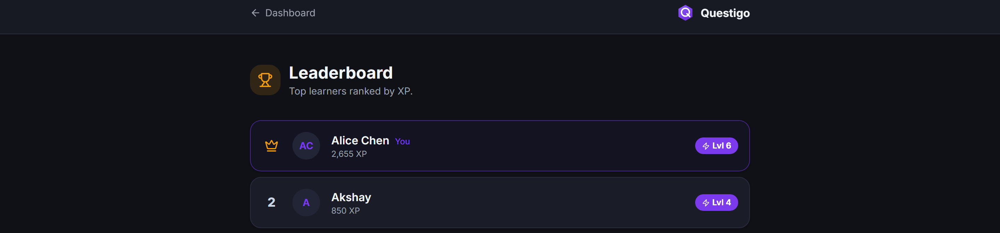 Dashboard
Questigo
Leaderboard
Top learners ranked by XP.
AC
Alice Chen You
2,655 XP
Lvl 6
2
A
Akshay
850 XP
Lvl 4